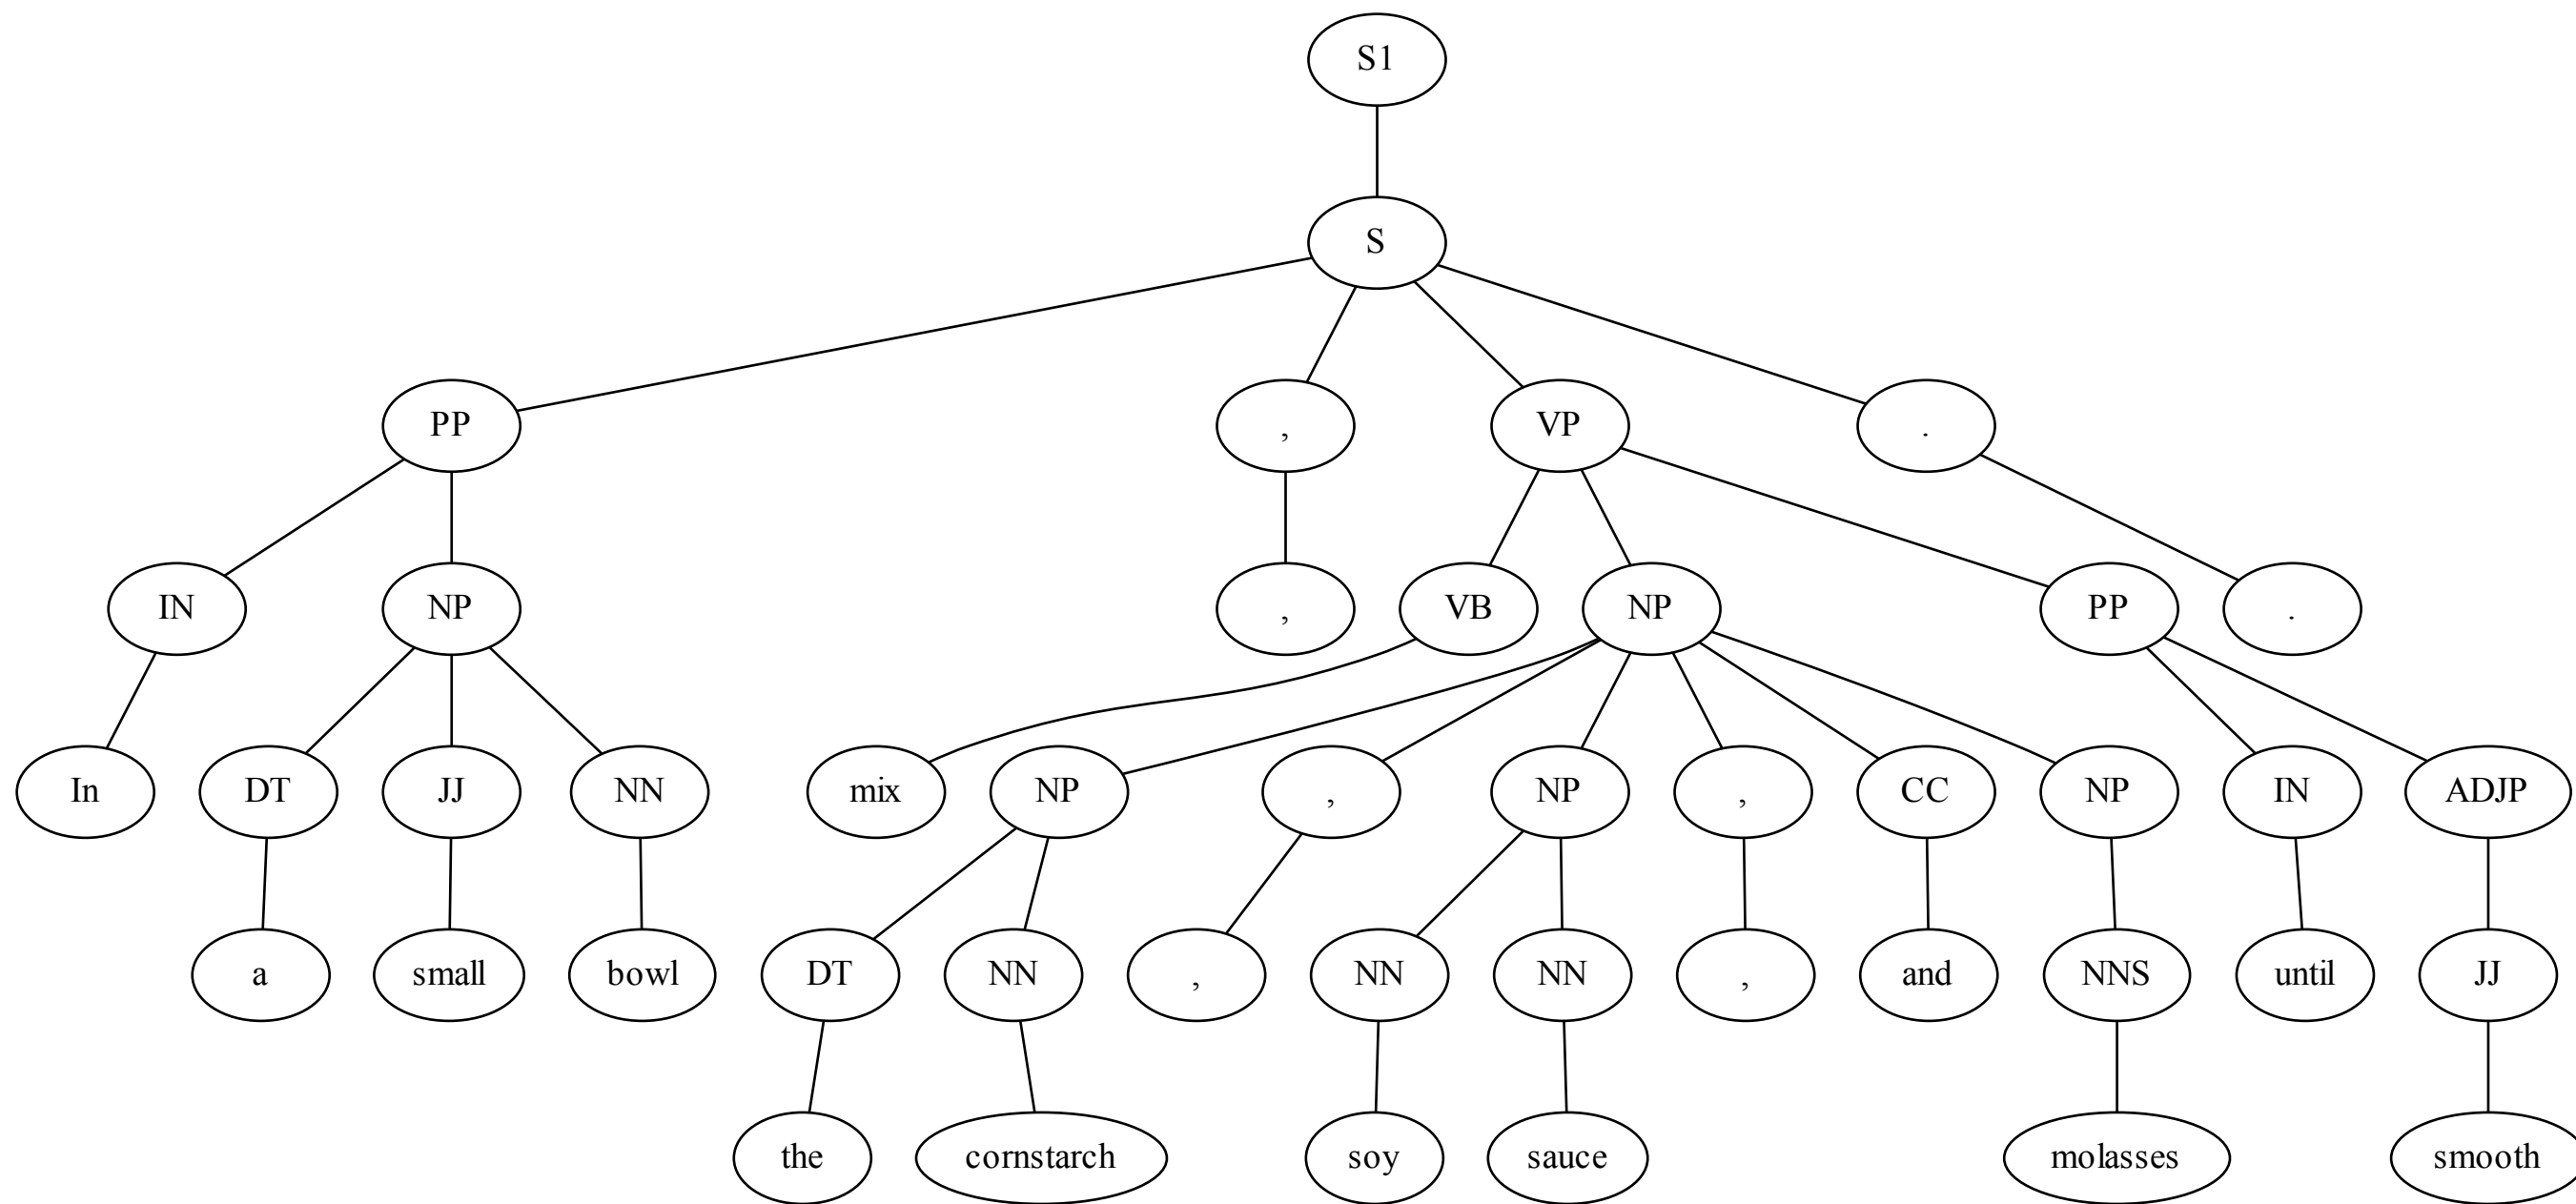 S1
S
PP , VP .
IN NP , VB NP PP .
In DT JJ NN mix NP , NP , CC NP IN ADJP
a small bowl DT NN , NN NN , and NNS until JJ
the cornstarch soy sauce molasses smooth